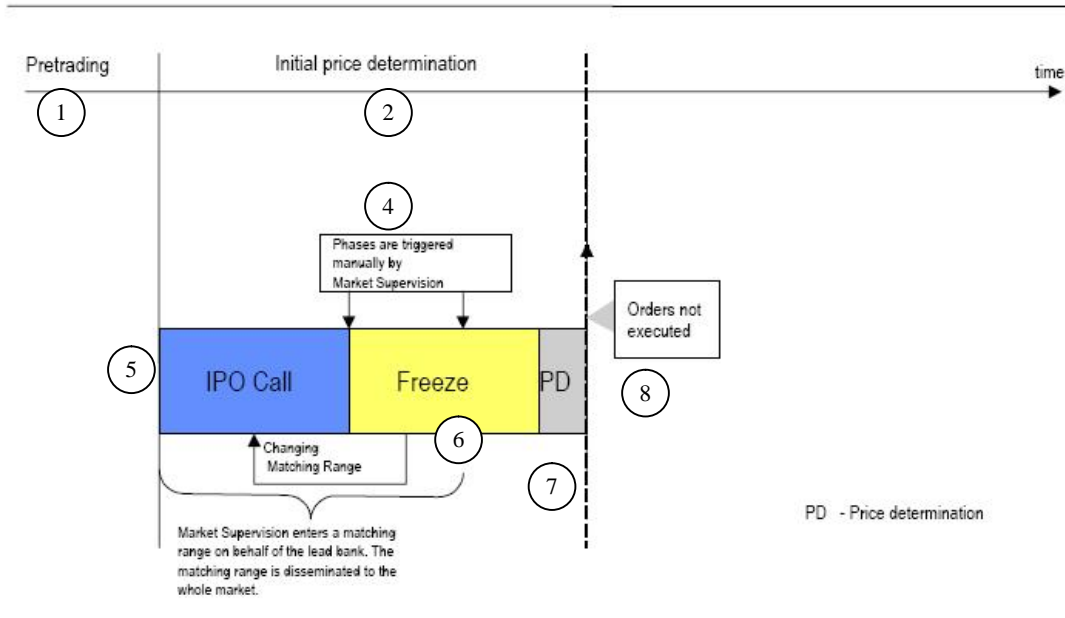 Pretrading
Initial price determination
time
1
2
4
Phases are triggered
manually by
Market Supervision
Orders not
executed
5
IPO Call
Freeze
PD
8
6
Changing
Matching Range
7
PD - Price determination
Market Supervision enters a matching
range on behalf of the lead bank. The
matching range is disseminated to the
whole market.